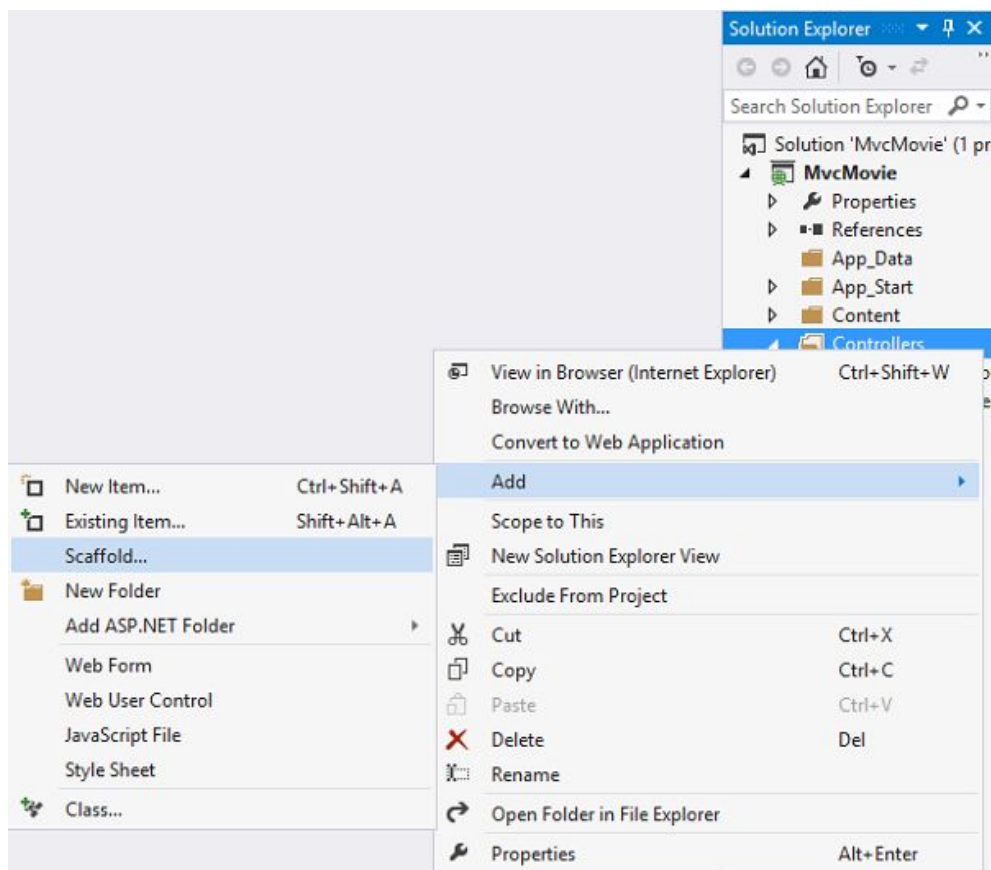 Solution Explorer
Search Solution Explorer
Solution 'MvcMovie' (1 pr
MvcMovie
Properties
References
App_Data
App_Start
Content
Controllers
View in Browser (Internet Explorer) Ctrl+Shift+W
Browse With...
Convert to Web Application
Add
Scope to This
New Solution Explorer View
Exclude From Project
Cut Ctrl+X
Copy Ctrl+C
Paste Ctrl+V
Delete Del
Rename
Open Folder in File Explorer
Properties Alt+Enter
New Item... Ctrl+Shift+A
Existing Item... Shift+Alt+A
Scaffold...
New Folder
Add ASP.NET Folder
Web Form
Web User Control
JavaScript File
Style Sheet
Class...